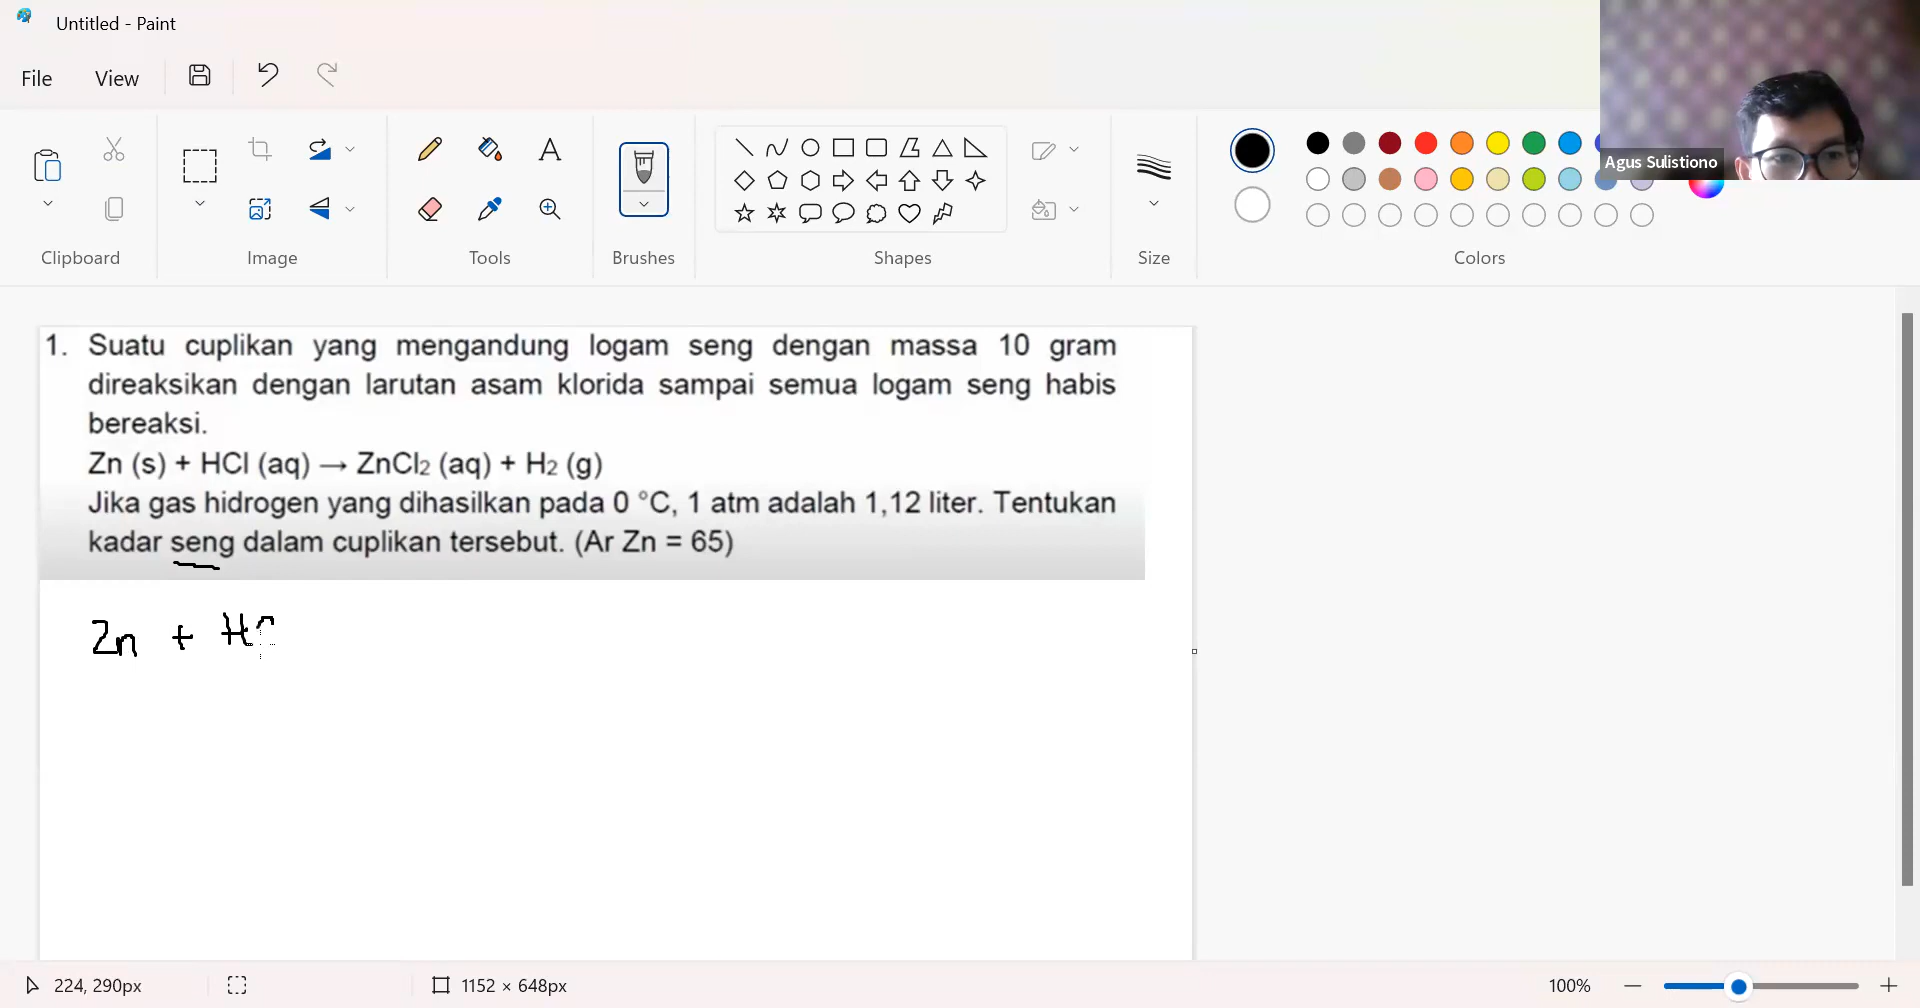 Untitled - Paint
File View
Clipboard
Image
Tools
Brushes
Shapes
Size
Colors
Agus Sulistiono
1. Suatu cuplikan yang mengandung logam seng dengan massa 10 gram
direaksikan dengan larutan asam klorida sampai semua logam seng habis
bereaksi.
Zn (s) + HCl (aq) → ZnCl₂ (aq) + H₂ (g)
Jika gas hidrogen yang dihasilkan pada 0 °C, 1 atm adalah 1,12 liter. Tentukan
kadar seng dalam cuplikan tersebut. (Ar Zn = 65)
Zn + H
224, 290px
1152 × 648px
100%